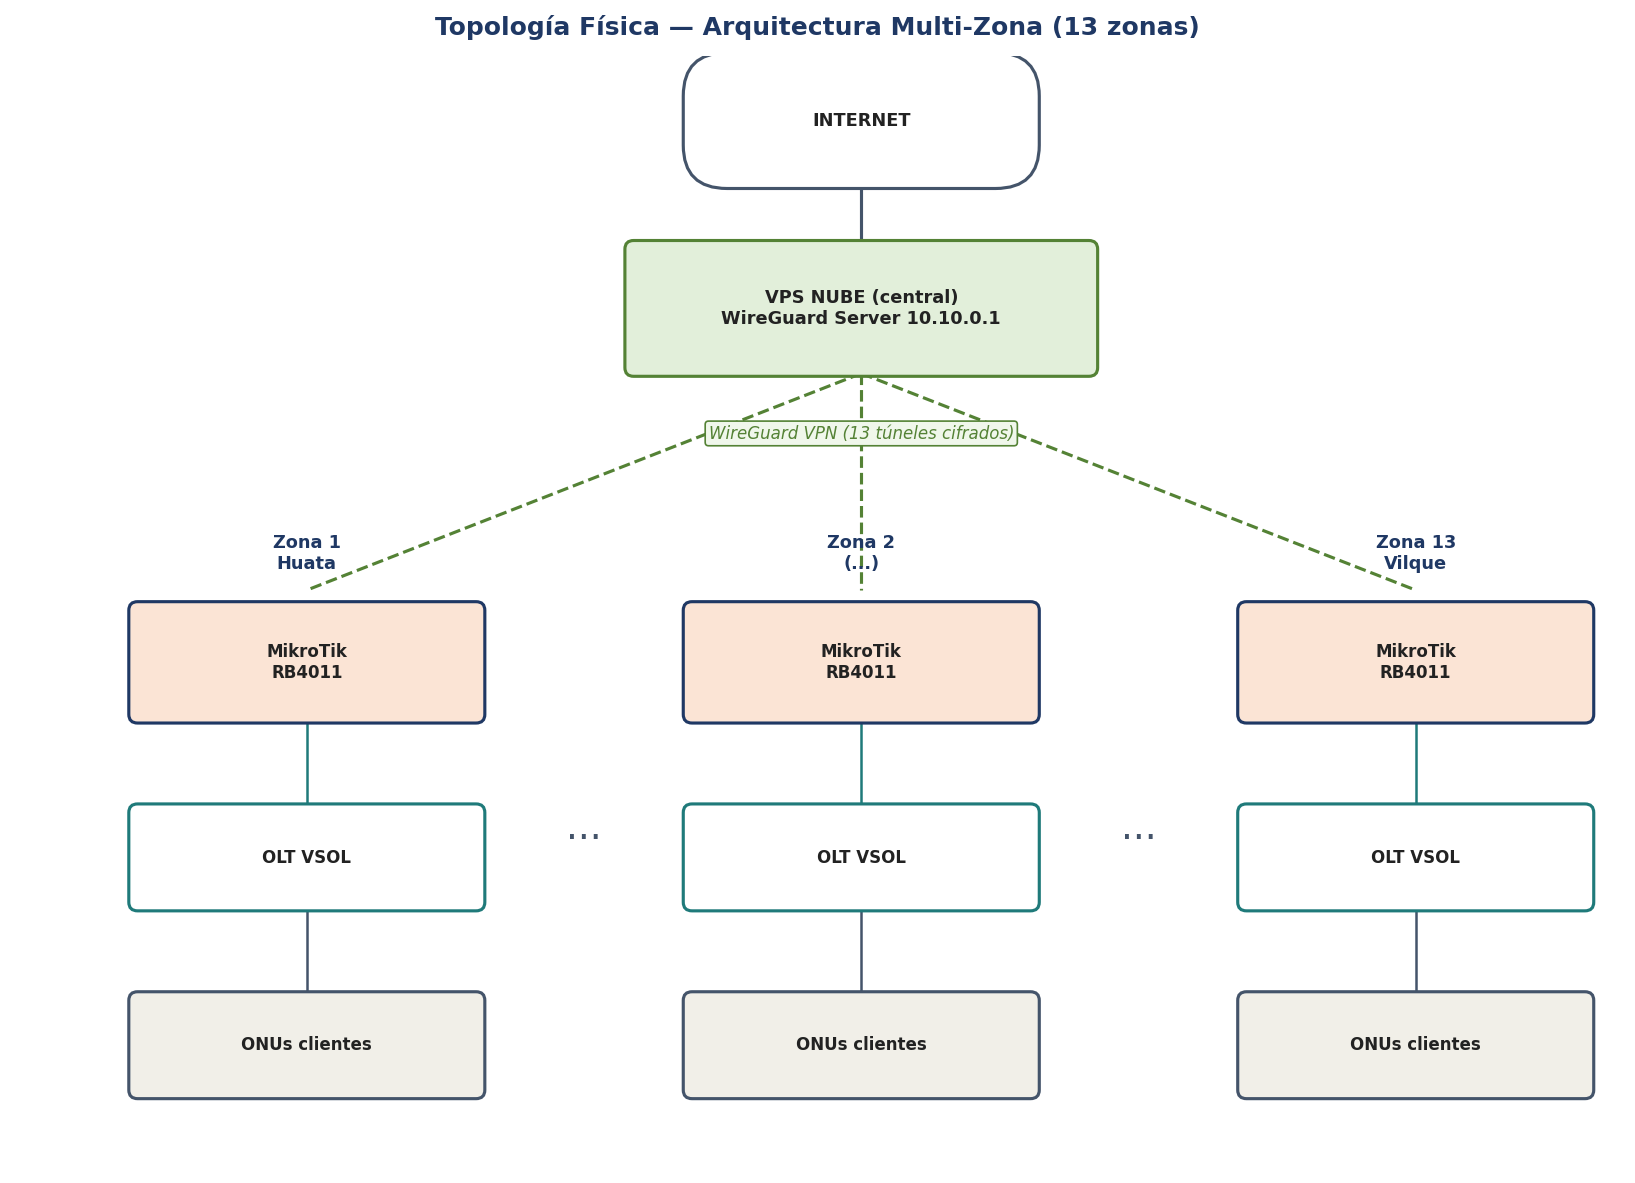 Topología Física — Arquitectura Multi-Zona (13 zonas)
INTERNET
VPS NUBE (central)
WireGuard Server 10.10.0.1
WireGuard VPN (13 túneles cifrados)
Zona 1
Huata
Zona 2
(...)
Zona 13
Vilque
MikroTik
RB4011
MikroTik
RB4011
MikroTik
RB4011
OLT VSOL
...
OLT VSOL
...
OLT VSOL
ONUs clientes
ONUs clientes
ONUs clientes